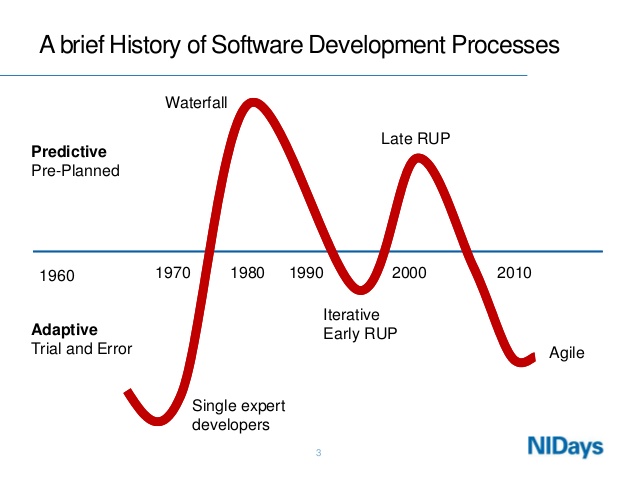 A brief History of Software Development Processes
Waterfall
Late RUP
Predictive
Pre-Planned
1960
1970
1980
1990
2000
2010
Iterative
Early RUP
Adaptive
Trial and Error
Agile
Single expert
developers
3
NIDays